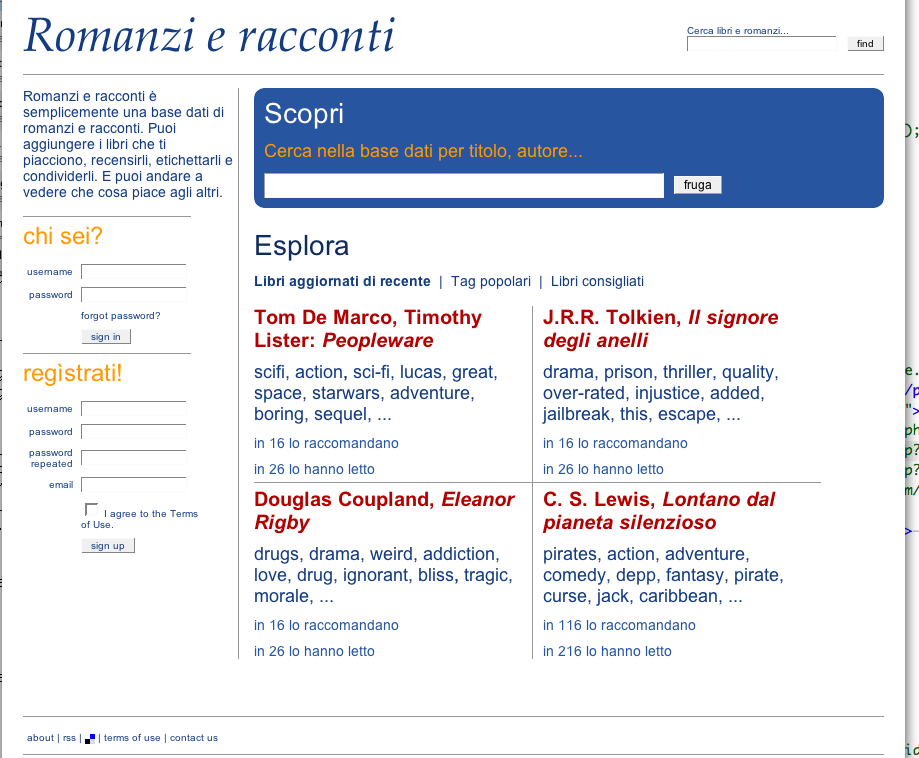 Romanzi e racconti
Cerca libri e romanzi...
find
Romanzi e racconti è
semplicemente una base dati di
romanzi e racconti. Puoi
aggiungere i libri che ti
piacciono, recensirli, etichettarli e
condividerli. E puoi andare a
vedere che cosa piace agli altri.
chi sei?
username
password
forgot password?
sign in
regìstrati!
username
password
password
repeated
email
I agree to the Terms
of Use.
sign up
Scopri
Cerca nella base dati per titolo, autore...
fruga
Esplora
Libri aggiornati di recente | Tag popolari | Libri consigliati
Tom De Marco, Timothy
Lister: Peopleware
scifi, action, sci-fi, lucas, great,
space, starwars, adventure,
boring, sequel, ...
in 16 lo raccomandano
in 26 lo hanno letto
J.R.R. Tolkien, Il signore
degli anelli
drama, prison, thriller, quality,
over-rated, injustice, added,
jailbreak, this, escape, ...
in 16 lo raccomandano
in 26 lo hanno letto
Douglas Coupland, Eleanor
Rigby
drugs, drama, weird, addiction,
love, drug, ignorant, bliss, tragic,
morale, ...
in 16 lo raccomandano
in 26 lo hanno letto
C. S. Lewis, Lontano dal
pianeta silenzioso
pirates, action, adventure,
comedy, depp, fantasy, pirate,
curse, jack, caribbean, ...
in 116 lo raccomandano
in 216 lo hanno letto
about | rss | | terms of use | contact us